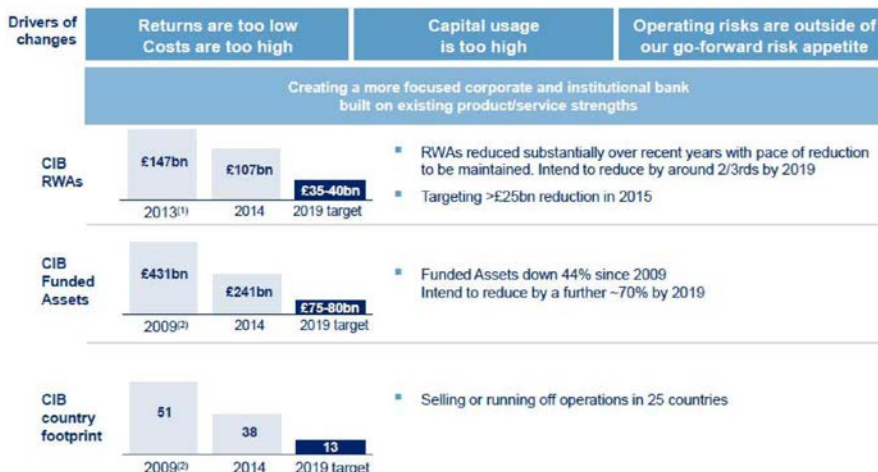 Drivers of
changes
Returns are too low
Costs are too high
Capital usage
is too high
Operating risks are outside of
our go-forward risk appetite
Creating a more focused corporate and institutional bank
built on existing product/service strengths
CIB
RWAs
£147bn
£107bn
£35-40bn
2013(1)
2014
2019 target
▪ RWAs reduced substantially over recent years with pace of reduction
to be maintained. Intend to reduce by around 2/3rds by 2019
▪ Targeting >£25bn reduction in 2015
CIB
Funded
Assets
£431bn
£241bn
£75-80bn
2009(2)
2014
2019 target
▪ Funded Assets down 44% since 2009
Intend to reduce by a further ~70% by 2019
CIB
country
footprint
51
38
13
2009(2)
2014
2019 target
▪ Selling or running off operations in 25 countries